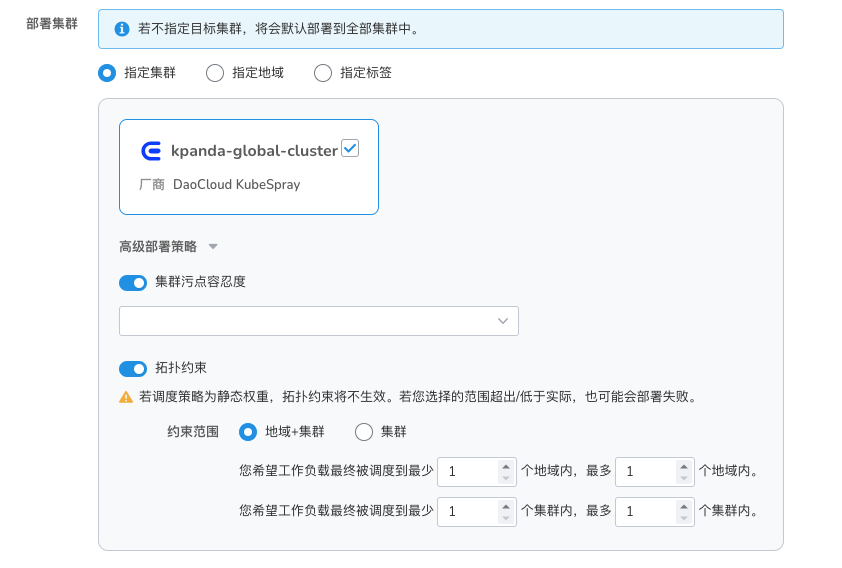 部署集群
若不指定目标集群，将会默认部署到全部集群中。
指定集群 指定地域 指定标签
kpanda-global-cluster
厂商 DaoCloud KubeSpray
高级部署策略
集群污点容忍度
拓扑约束
若调度策略为静态权重，拓扑约束将不生效。若您选择的范围超出/低于实际，也可能会部署失败。
约束范围 地域+集群 集群
您希望工作负载最终被调度到最少 1 个地域内，最多 1 个地域内。
您希望工作负载最终被调度到最少 1 个集群内，最多 1 个集群内。